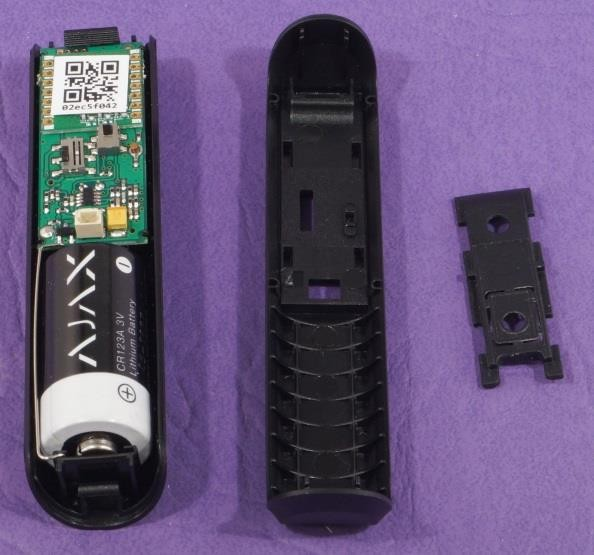 02ec5f042
AJAX
CR123A 3V
Lithium Battery